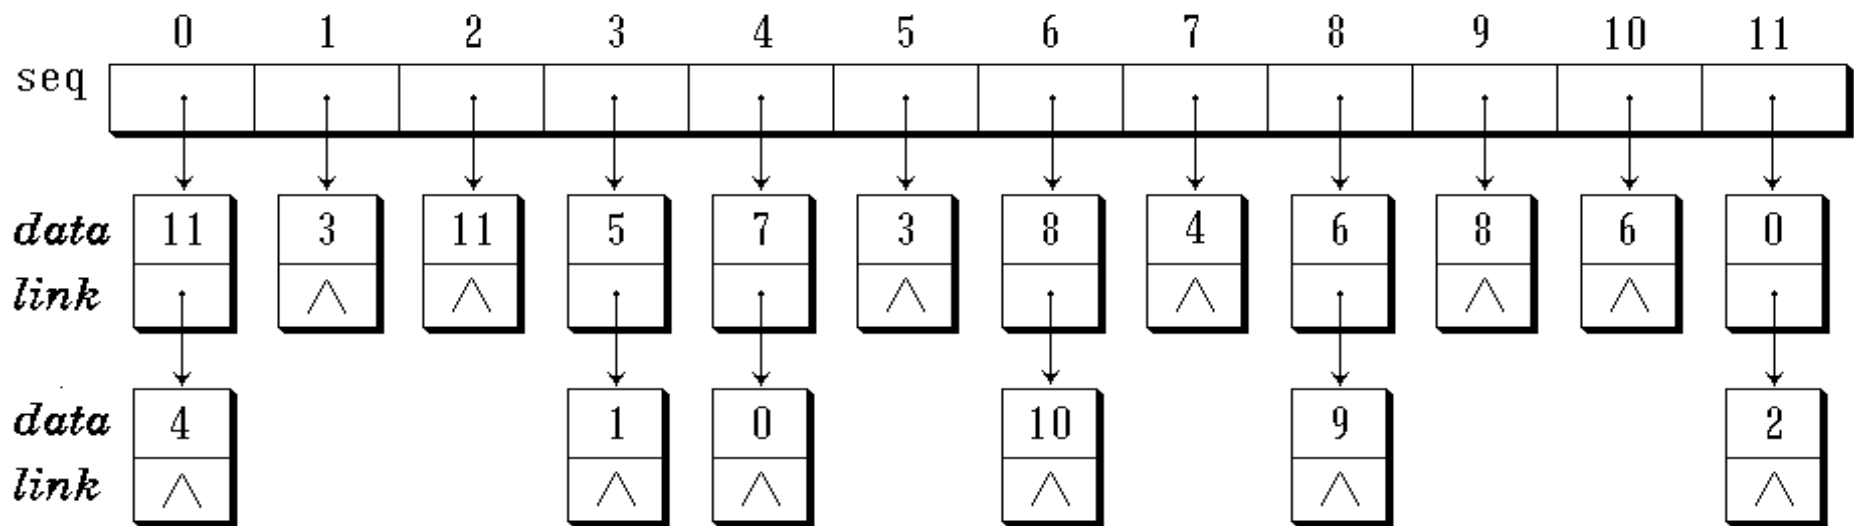 0 1 2 3 4 5 6 7 8 9 10 11
seq
data 11 3 11 5 7 3 8 4 6 8 6 0
link
data 4 1 0 10 9 2
link